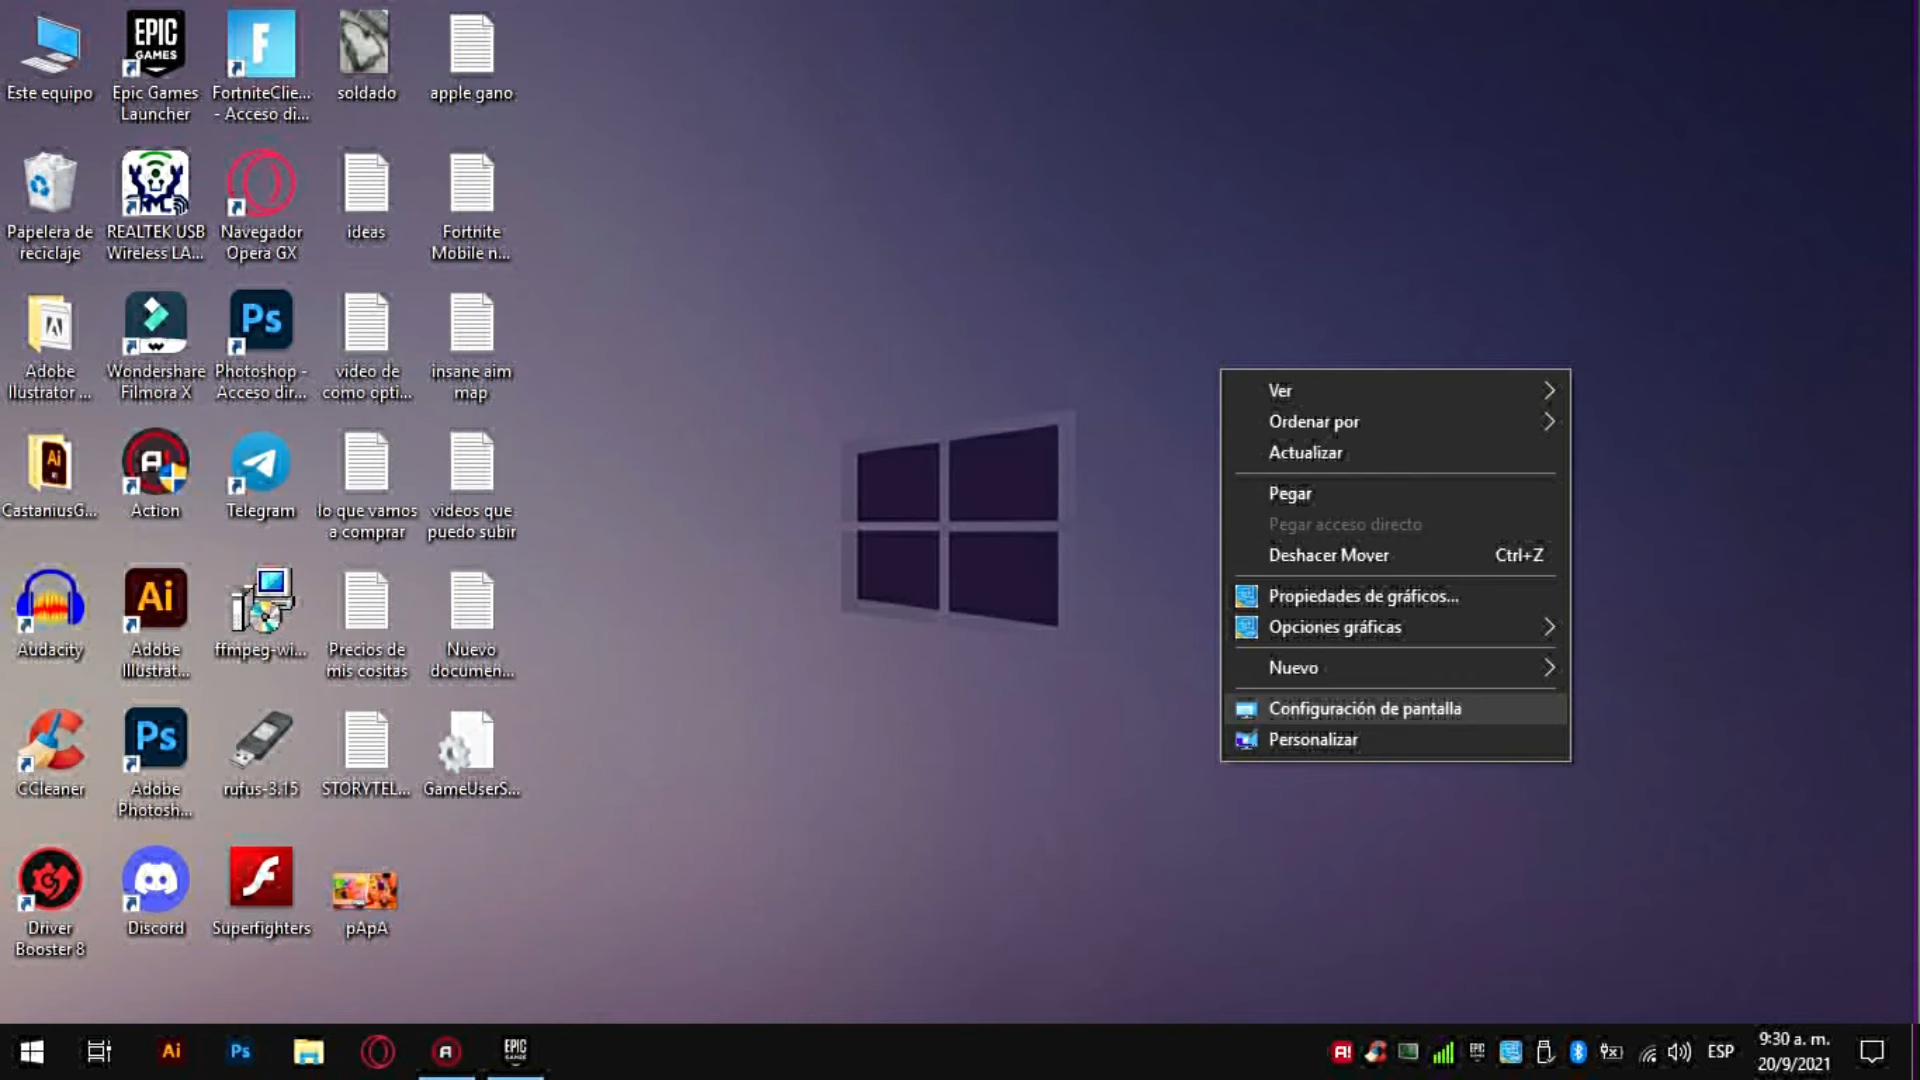 Este equipo
EPIC
GAMES
Epic Games
Launcher
F
FortniteClie...
- Acceso di...
soldado
apple gano
Papelera de
reciclaje
REALTEK USB
Wireless LA...
Navegador
Opera GX
ideas
Fortnite
Mobile n...
Adobe
Ilustrator ...
Wondershare
Filmora X
Ps
Photoshop -
Acceso dir...
video de
como opti...
insane aim
map
Ai
CastaniusG...
A!
Action
Telegram
lo que vamos
a comprar
videos que
puedo subir
Audacity
Ai
Adobe
Illustrat...
ffmpeg-wi...
Precios de
mis cositas
Nuevo
documen...
CCleaner
Ps
Adobe
Photosh...
rufus-3.15
STORYTEL...
GameUserS...
Driver
Booster 8
Discord
Superfighters
pApA
Ver
Ordenar por
Actualizar
Pegar
Pegar acceso directo
Deshacer Mover Ctrl+Z
Propiedades de gráficos...
Opciones gráficas
Nuevo
Configuración de pantalla
Personalizar
Ai Ps A EPIC GAMES A! EPIC ESP 9:30 a. m.
20/9/2021